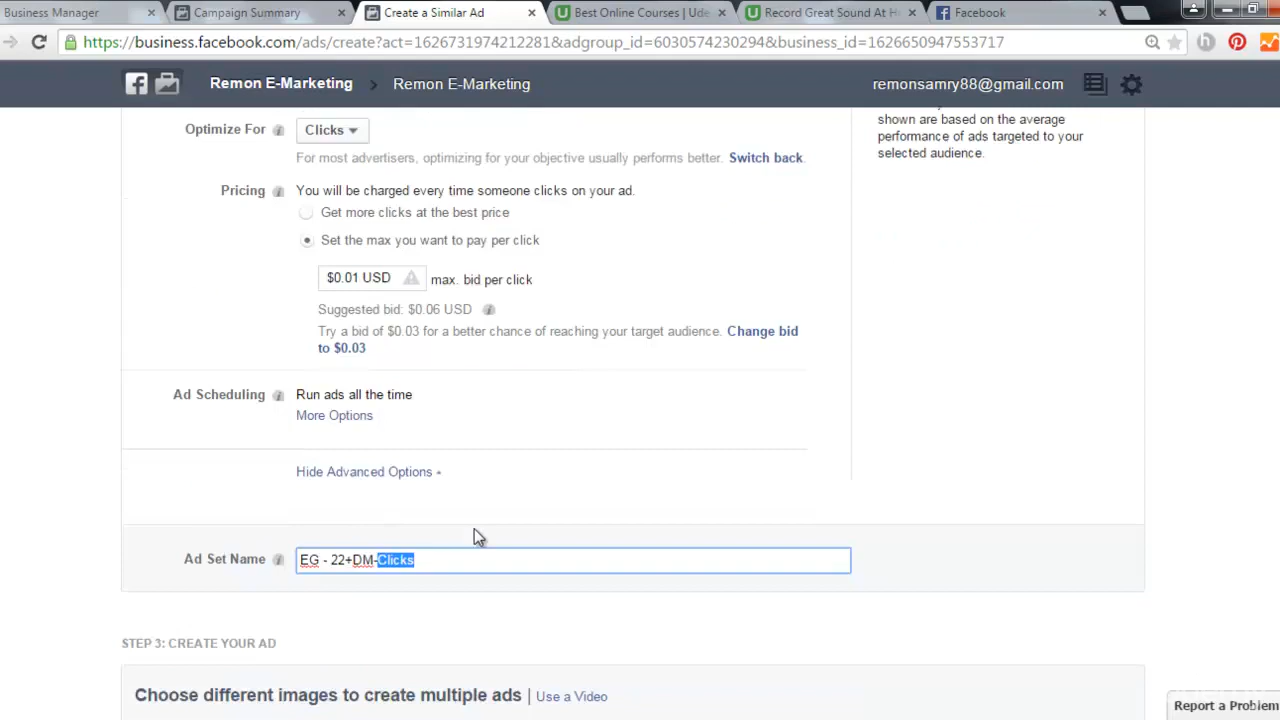 Business Manager
Campaign Summary
Create a Similar Ad
Best Online Courses | Ude
Record Great Sound At H
Facebook
https://business.facebook.com/ads/create?act=1626731974212281&adgroup_id=6030574230294&business_id=1626650947553717
Remon E-Marketing > Remon E-Marketing
remonsamry88@gmail.com
Optimize For
Clicks
For most advertisers, optimizing for your objective usually performs better. Switch back.
shown are based on the average
performance of ads targeted to your
selected audience.
Pricing
You will be charged every time someone clicks on your ad.
Get more clicks at the best price
Set the max you want to pay per click
$0.01 USD
max. bid per click
Suggested bid: $0.06 USD
Try a bid of $0.03 for a better chance of reaching your target audience. Change bid
to $0.03
Ad Scheduling
Run ads all the time
More Options
Hide Advanced Options
Ad Set Name
EG - 22+DM-Clicks
STEP 3: CREATE YOUR AD
Choose different images to create multiple ads | Use a Video
Report a Problem